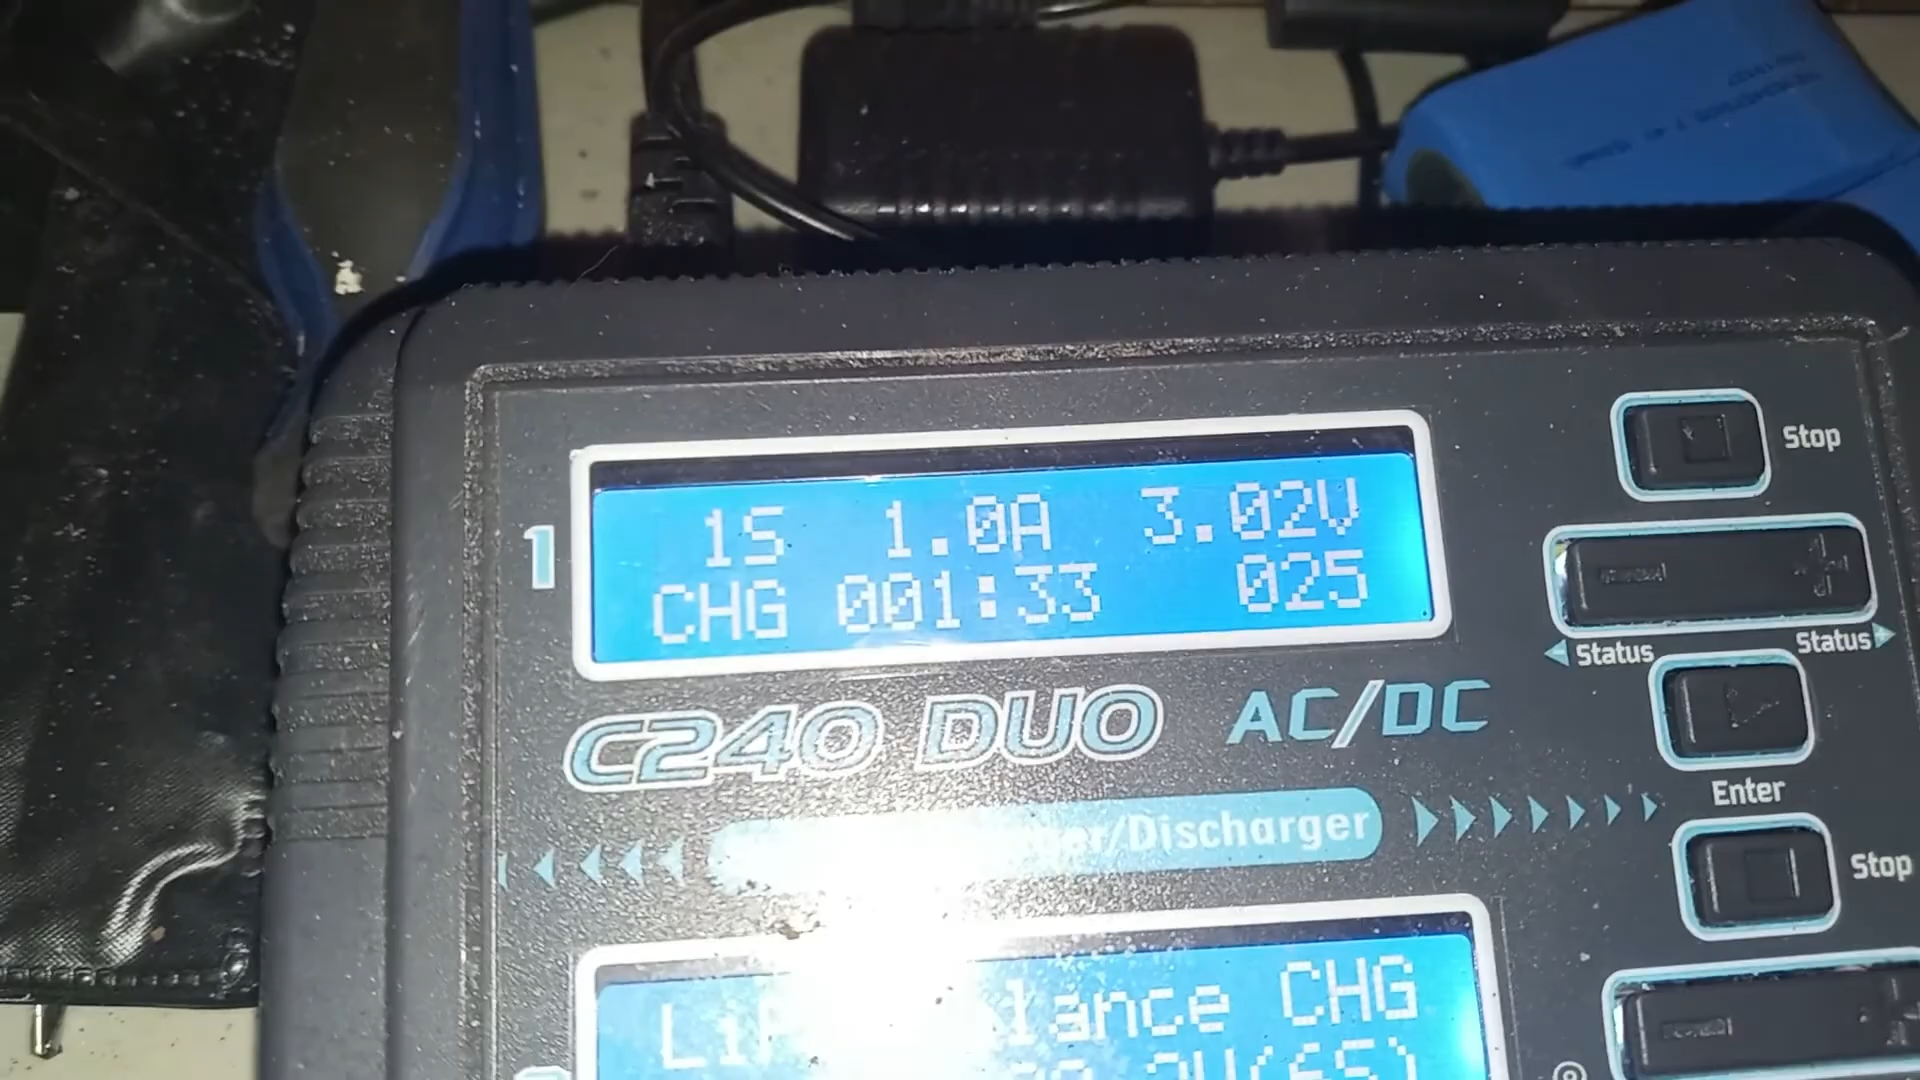 1
1S 1.0A 3.02V
CHG 001:33 025
Stop
Status Status
C240 DUO AC/DC
Enter
/Discharger
Stop
CHG